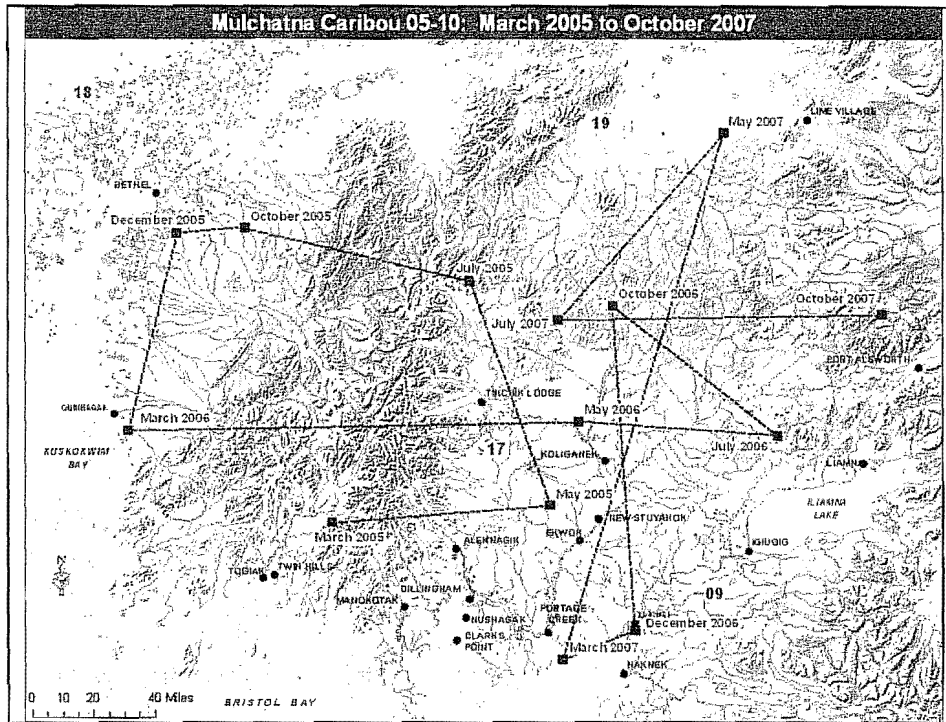 Mulchatna Caribou 05-10: March 2005 to October 2007
18
19
May 2007
LIME VILLAGE
BETHEL
December 2005
October 2005
July 2005
October 2006
October 2007
July 2007
PORT ALSWORTH
TIKCHIK LODGE
QUINHAGAK
March 2006
May 2006
July 2006
17
KUSKOKWIM
BAY
KOLIGANEK
ILIAMNA
ILIAMNA
LAKE
May 2005
NEW STUYAHOK
March 2005
EKWOK
ALEKNAGIK
TOGIAK
TWIN HILLS
DILLINGHAM
MANOKOTAK
09
PORTAGE
CREEK
NUSHAGAK
CLARKS
POINT
December 2006
March 2007
NAKNEK
0 10 20 40 Miles
BRISTOL BAY